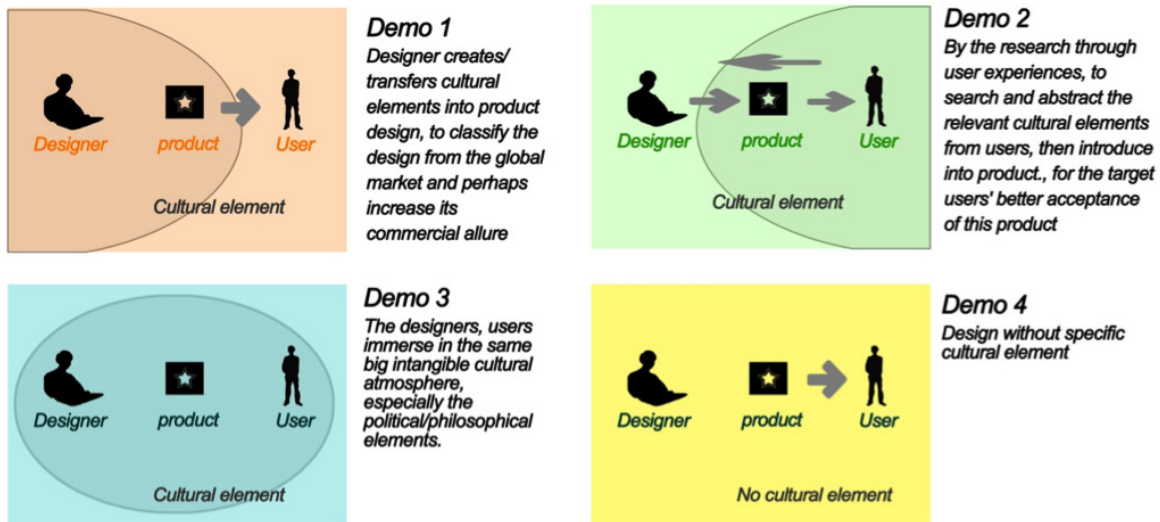 Demo 1
Designer creates/
transfers cultural
elements into product
design, to classify the
design from the global
market and perhaps
increase its
commercial allure
Designer
product
User
Cultural element
Demo 2
By the research through
user experiences, to
search and abstract the
relevant cultural elements
from users, then introduce
into product., for the target
users' better acceptance
of this product
Designer
product
User
Cultural element
Demo 3
The designers, users
immerse in the same
big intangible cultural
atmosphere,
especially the
political/philosophical
elements.
Designer
product
User
Cultural element
Demo 4
Design without specific
cultural element
Designer
product
User
No cultural element